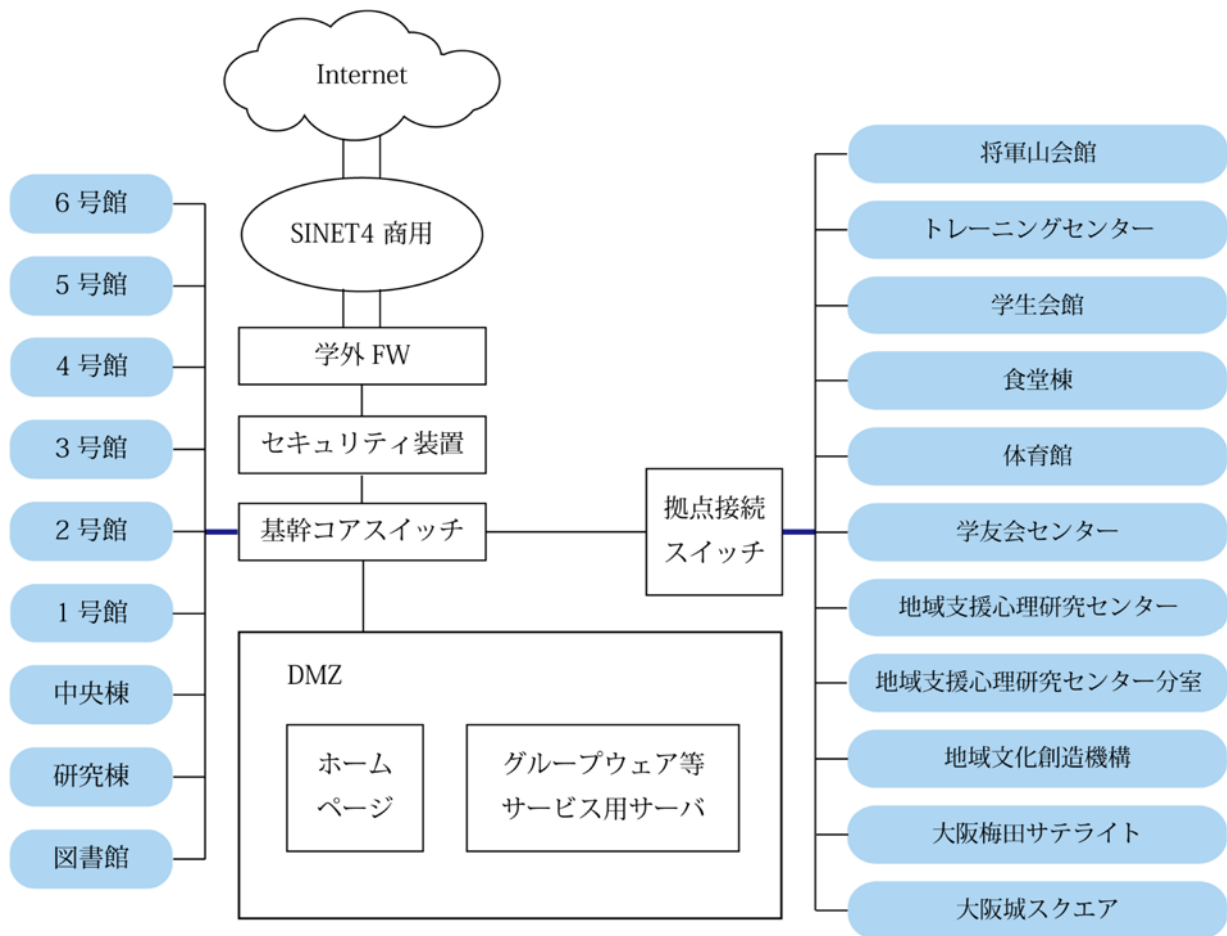 Internet
SINET4 商用
学外 FW
セキュリティ装置
基幹コアスイッチ
拠点接続
スイッチ
DMZ
ホーム
ページ
グループウェア等
サービス用サーバ
6 号館
5 号館
4 号館
3 号館
2 号館
1 号館
中央棟
研究棟
図書館
将軍山会館
トレーニングセンター
学生会館
食堂棟
体育館
学友会センター
地域支援心理研究センター
地域支援心理研究センター分室
地域文化創造機構
大阪梅田サテライト
大阪城スクエア